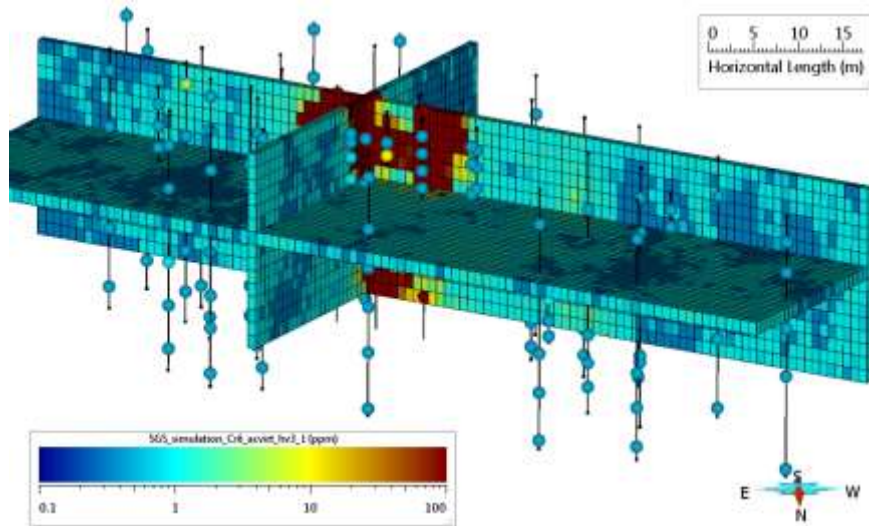 0 5 10 15
Horizontal Length (m)
SGS_simulation_Cr6_acvirt_hv3_1 (ppm)
0.1 1 10 100
S
E W
N